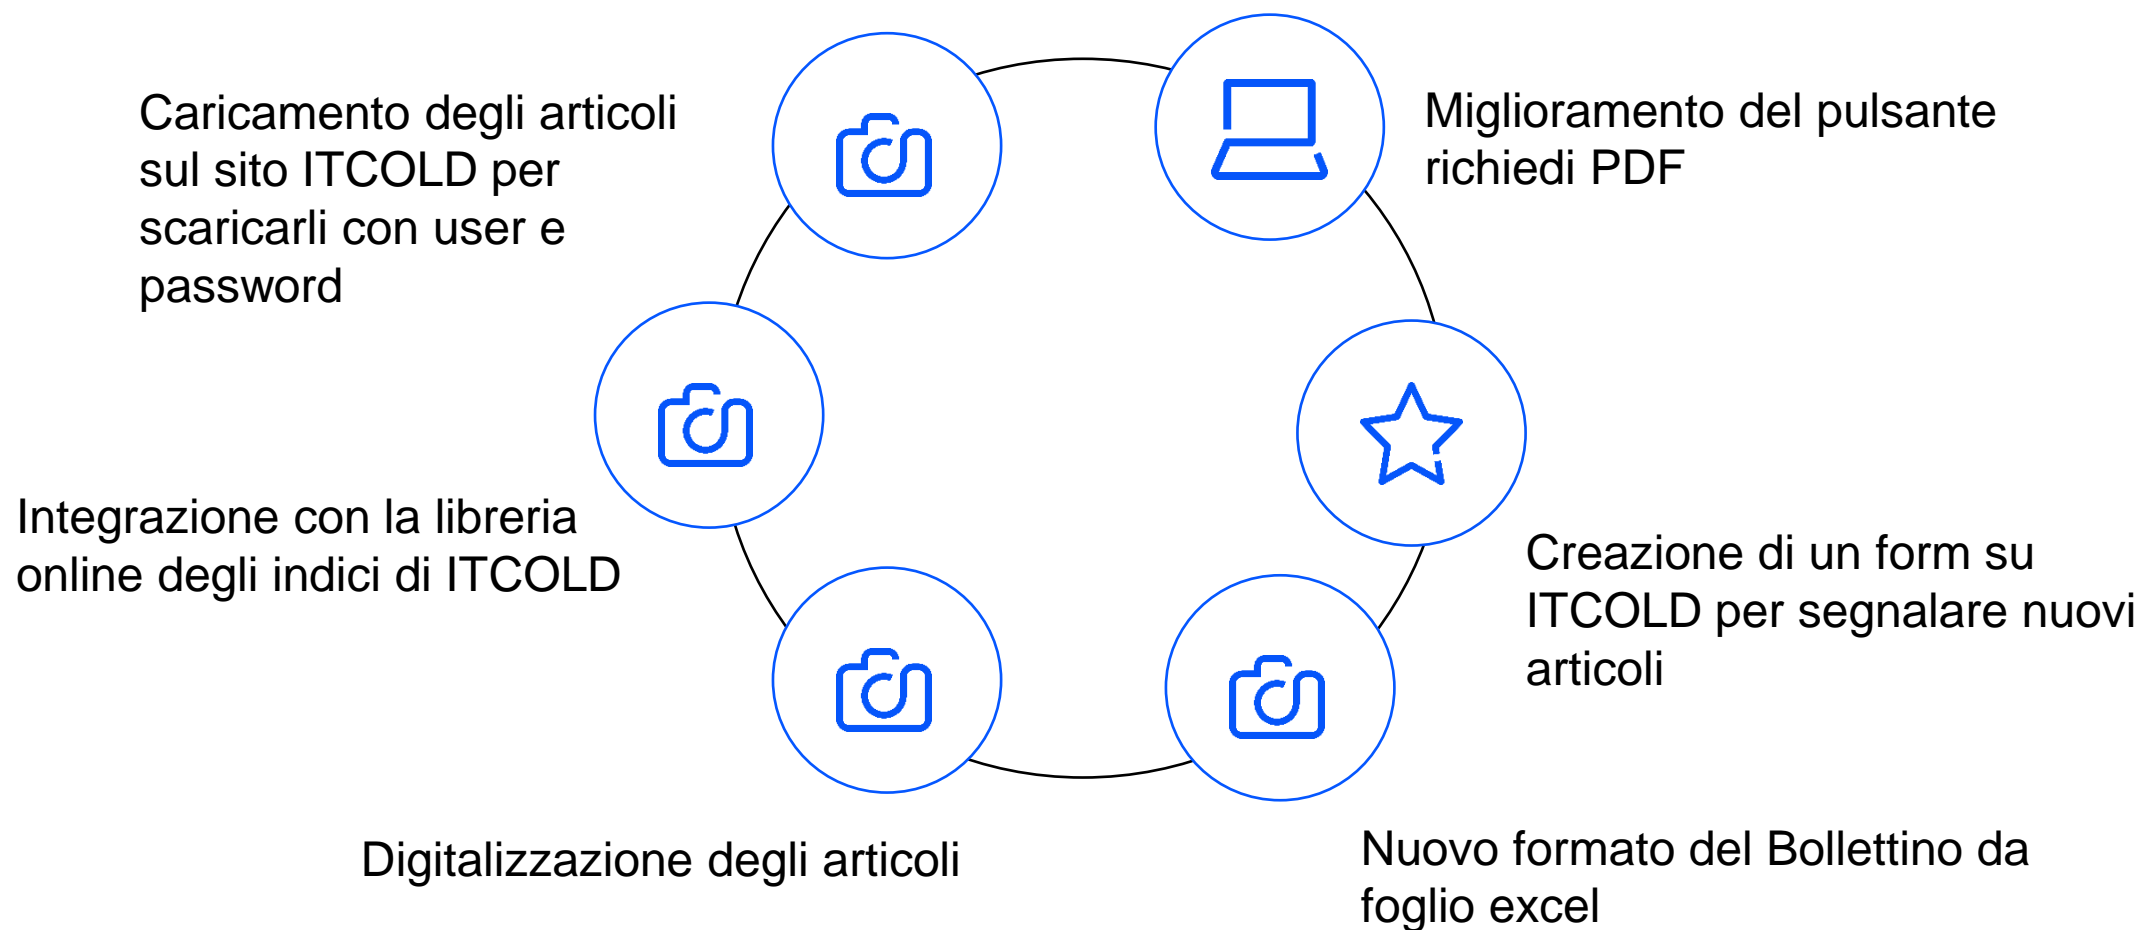 Caricamento degli articoli
sul sito ITCOLD per
scaricarli con user e
password
Miglioramento del pulsante
richiedi PDF
Integrazione con la libreria
online degli indici di ITCOLD
Creazione di un form su
ITCOLD per segnalare nuovi
articoli
Digitalizzazione degli articoli
Nuovo formato del Bollettino da
foglio excel